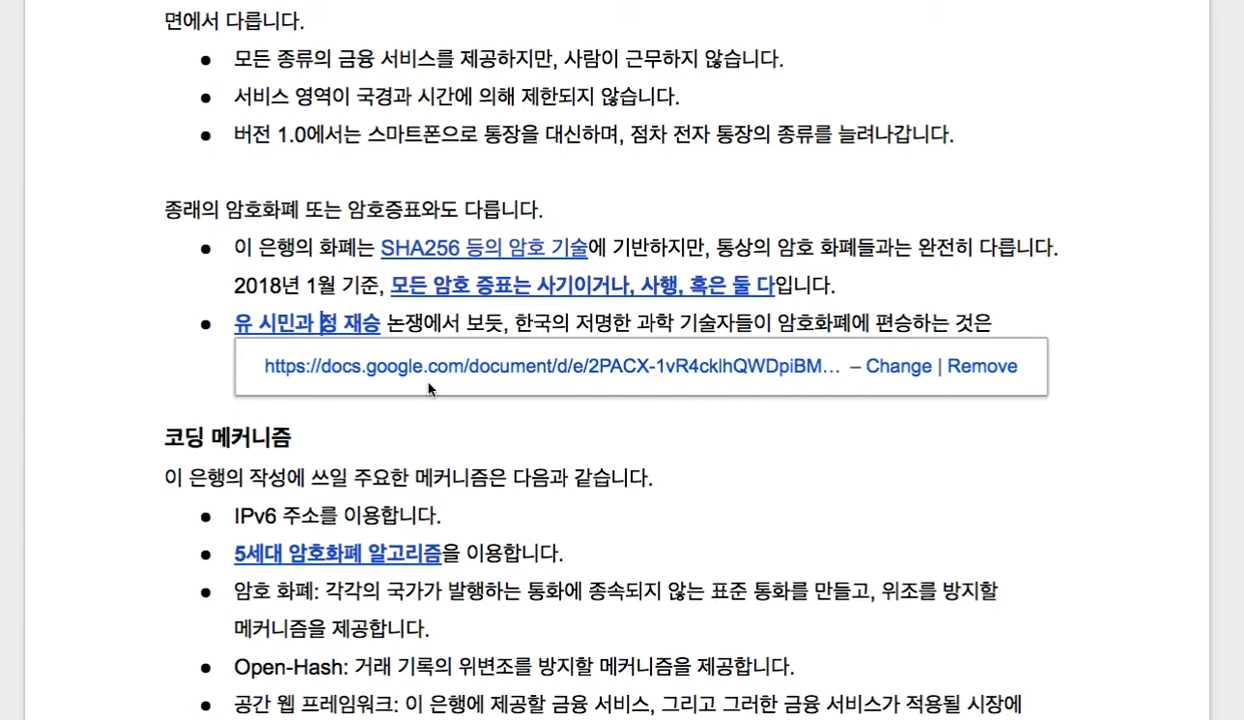 면에서 다릅니다.
● 모든 종류의 금융 서비스를 제공하지만, 사람이 근무하지 않습니다.
● 서비스 영역이 국경과 시간에 의해 제한되지 않습니다.
● 버전 1.0에서는 스마트폰으로 통장을 대신하며, 점차 전자 통장의 종류를 늘려나갑니다.
종래의 암호화폐 또는 암호증표와도 다릅니다.
● 이 은행의 화폐는 SHA256 등의 암호 기술에 기반하지만, 통상의 암호 화폐들과는 완전히 다릅니다.
2018년 1월 기준, 모든 암호 증표는 사기이거나, 사행, 혹은 둘 다입니다.
● 유 시민과 정 재승 논쟁에서 보듯, 한국의 저명한 과학 기술자들이 암호화폐에 편승하는 것은
https://docs.google.com/document/d/e/2PACX-1vR4cklhQWDpiBM... – Change | Remove
코딩 메커니즘
이 은행의 작성에 쓰일 주요한 메커니즘은 다음과 같습니다.
● IPv6 주소를 이용합니다.
● 5세대 암호화폐 알고리즘을 이용합니다.
● 암호 화폐: 각각의 국가가 발행하는 통화에 종속되지 않는 표준 통화를 만들고, 위조를 방지할
메커니즘을 제공합니다.
● Open-Hash: 거래 기록의 위변조를 방지할 메커니즘을 제공합니다.
● 공간 웹 프레임워크: 이 은행에 제공할 금융 서비스, 그리고 그러한 금융 서비스가 적용될 시장에